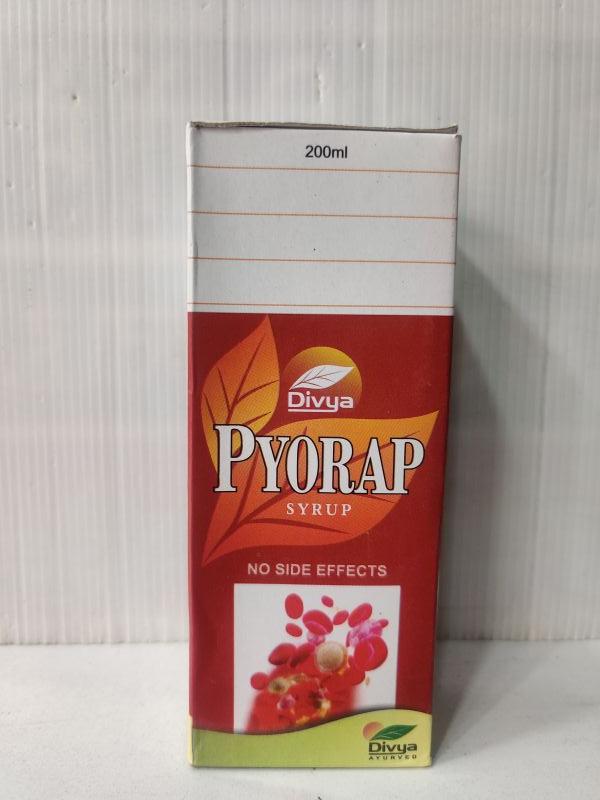 200ml
Divya
PYORAP
SYRUP
NO SIDE EFFECTS
Divya
AYURVED